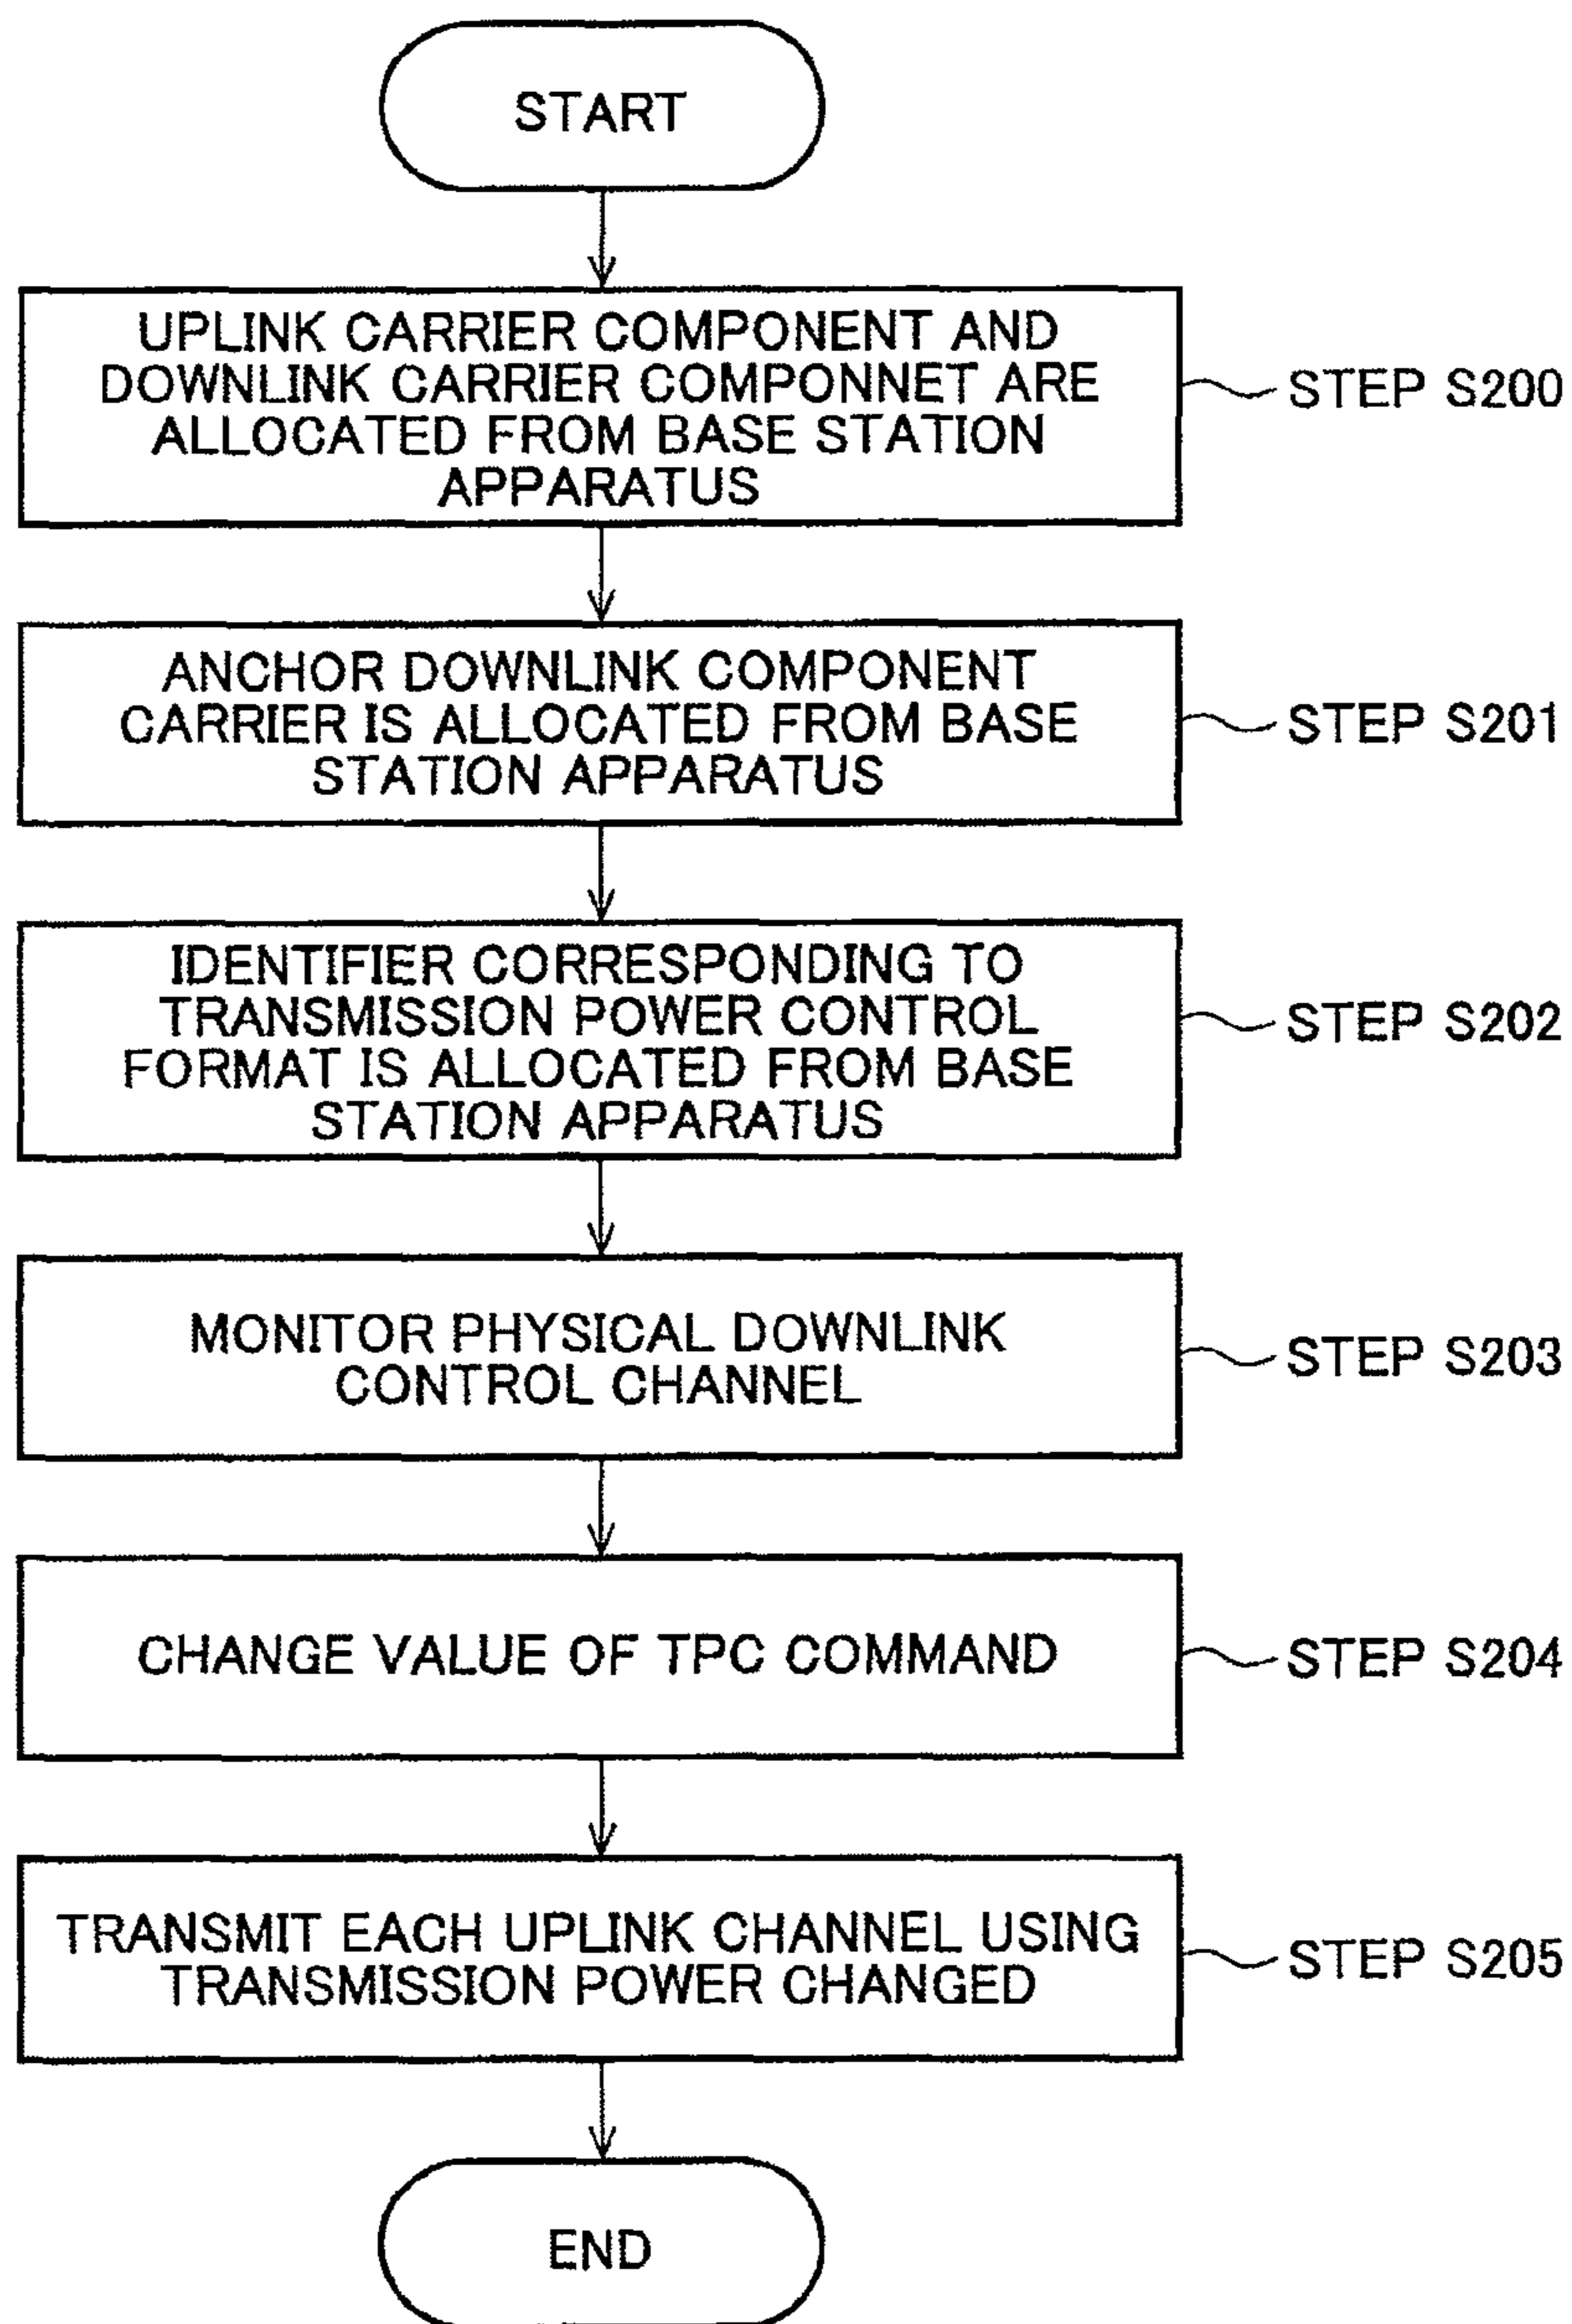 START
UPLINK CARRIER COMPONENT AND
DOWNLINK CARRIER COMPONNET ARE
ALLOCATED FROM BASE STATION
APPARATUS
STEP S200
ANCHOR DOWNLINK COMPONENT
CARRIER IS ALLOCATED FROM BASE
STATION APPARATUS
STEP S201
IDENTIFIER CORRESPONDING TO
TRANSMISSION POWER CONTROL
FORMAT IS ALLOCATED FROM BASE
STATION APPARATUS
STEP S202
MONITOR PHYSICAL DOWNLINK
CONTROL CHANNEL
STEP S203
CHANGE VALUE OF TPC COMMAND
STEP S204
TRANSMIT EACH UPLINK CHANNEL USING
TRANSMISSION POWER CHANGED
STEP S205
END